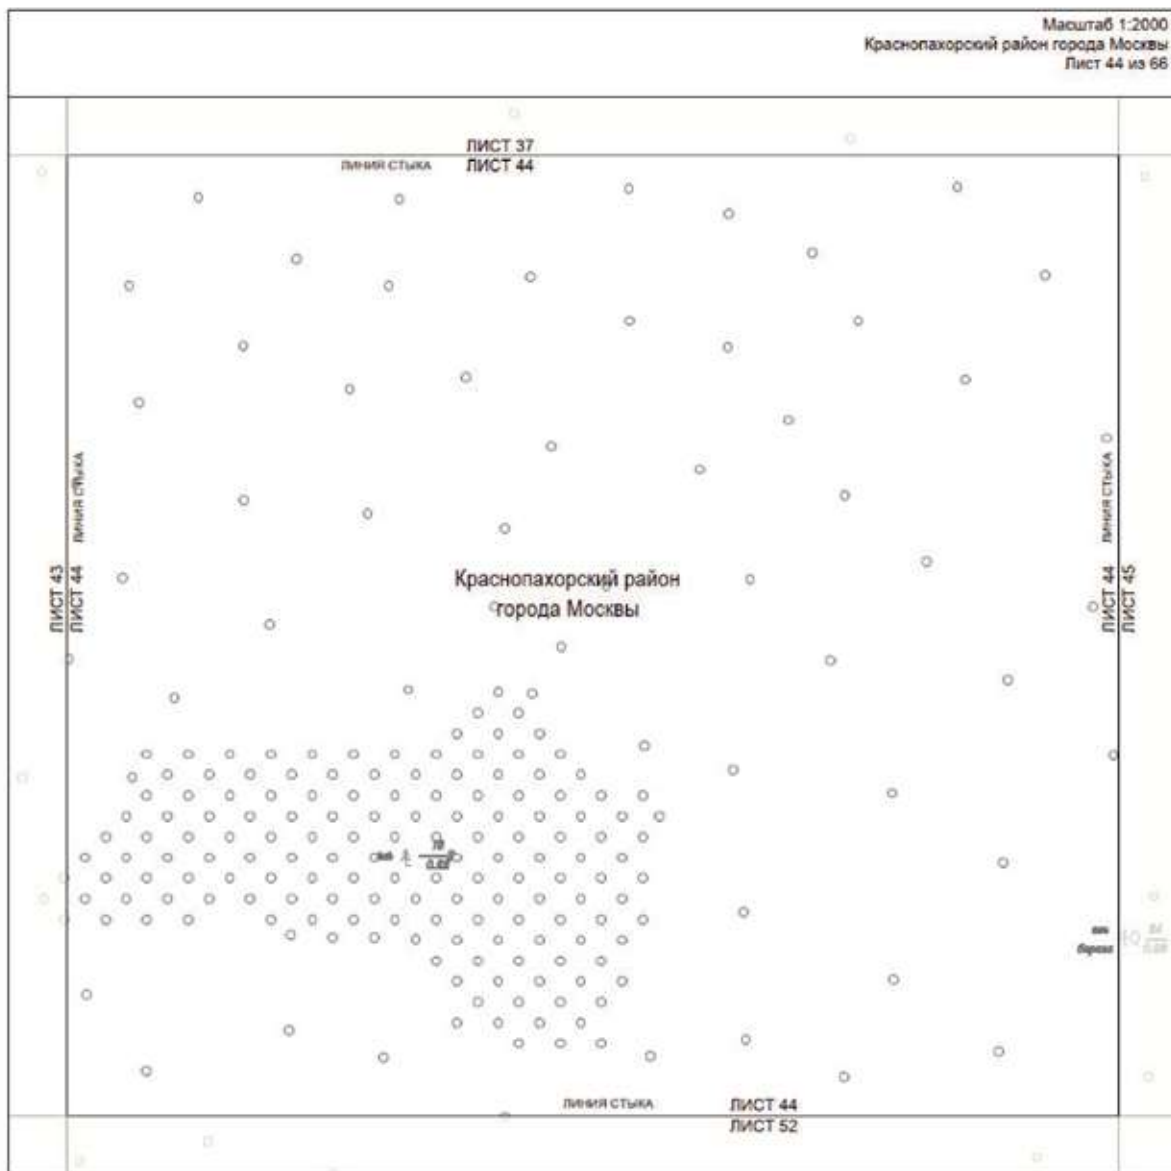 Масштаб 1:2000
Краснопахорский район города Москвы
Лист 44 из 66
ЛИСТ 37
ЛИНИЯ СТЫКА ЛИСТ 44
ЛИНИЯ СТЫКА
ЛИСТ 43
ЛИСТ 44
Краснопахорский район
города Москвы
ЛИНИЯ СТЫКА
ЛИСТ 44
ЛИСТ 45
береза
ЛИНИЯ СТЫКА ЛИСТ 44
ЛИСТ 52